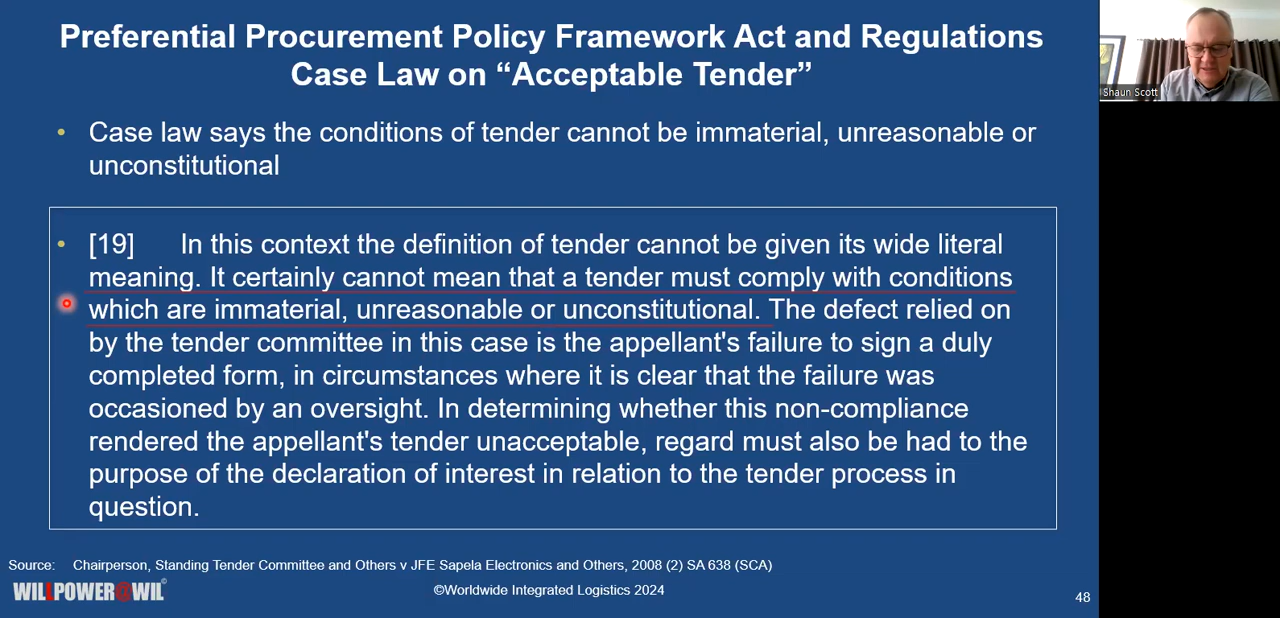 Preferential Procurement Policy Framework Act and Regulations
Case Law on “Acceptable Tender”
• Case law says the conditions of tender cannot be immaterial, unreasonable or
unconstitutional
• [19] In this context the definition of tender cannot be given its wide literal
meaning. It certainly cannot mean that a tender must comply with conditions
which are immaterial, unreasonable or unconstitutional. The defect relied on
by the tender committee in this case is the appellant's failure to sign a duly
completed form, in circumstances where it is clear that the failure was
occasioned by an oversight. In determining whether this non-compliance
rendered the appellant's tender unacceptable, regard must also be had to the
purpose of the declaration of interest in relation to the tender process in
question.
Source: Chairperson, Standing Tender Committee and Others v JFE Sapela Electronics and Others, 2008 (2) SA 638 (SCA)
WILLPOWER@WIL©
©Worldwide Integrated Logistics 2024
48
Shaun Scott